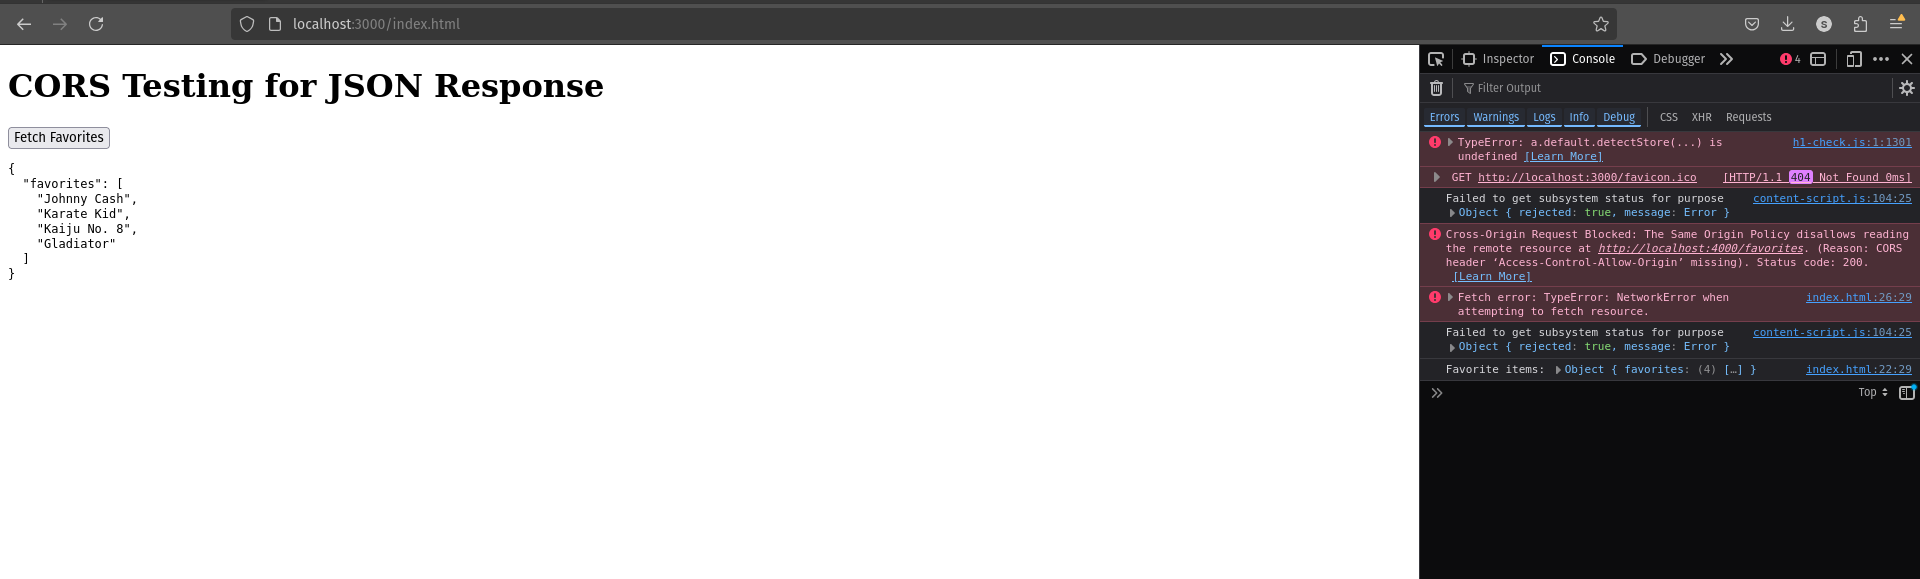 localhost:3000/index.html
S
CORS Testing for JSON Response
Fetch Favorites
{
"favorites": [
"Johnny Cash",
"Karate Kid",
"Kaiju No. 8",
"Gladiator"
]
}
Inspector Console Debugger 4
Filter Output
Errors Warnings Logs Info Debug CSS XHR Requests
TypeError: a.default.detectStore(...) is h1-check.js:1:1301
undefined [Learn More]
GET http://localhost:3000/favicon.ico [HTTP/1.1 404 Not Found 0ms]
Failed to get subsystem status for purpose content-script.js:104:25
Object { rejected: true, message: Error }
Cross-Origin Request Blocked: The Same Origin Policy disallows reading
the remote resource at http://localhost:4000/favorites. (Reason: CORS
header ‘Access-Control-Allow-Origin’ missing). Status code: 200.
[Learn More]
Fetch error: TypeError: NetworkError when index.html:26:29
attempting to fetch resource.
Failed to get subsystem status for purpose content-script.js:104:25
Object { rejected: true, message: Error }
Favorite items: Object { favorites: (4) […] } index.html:22:29
Top